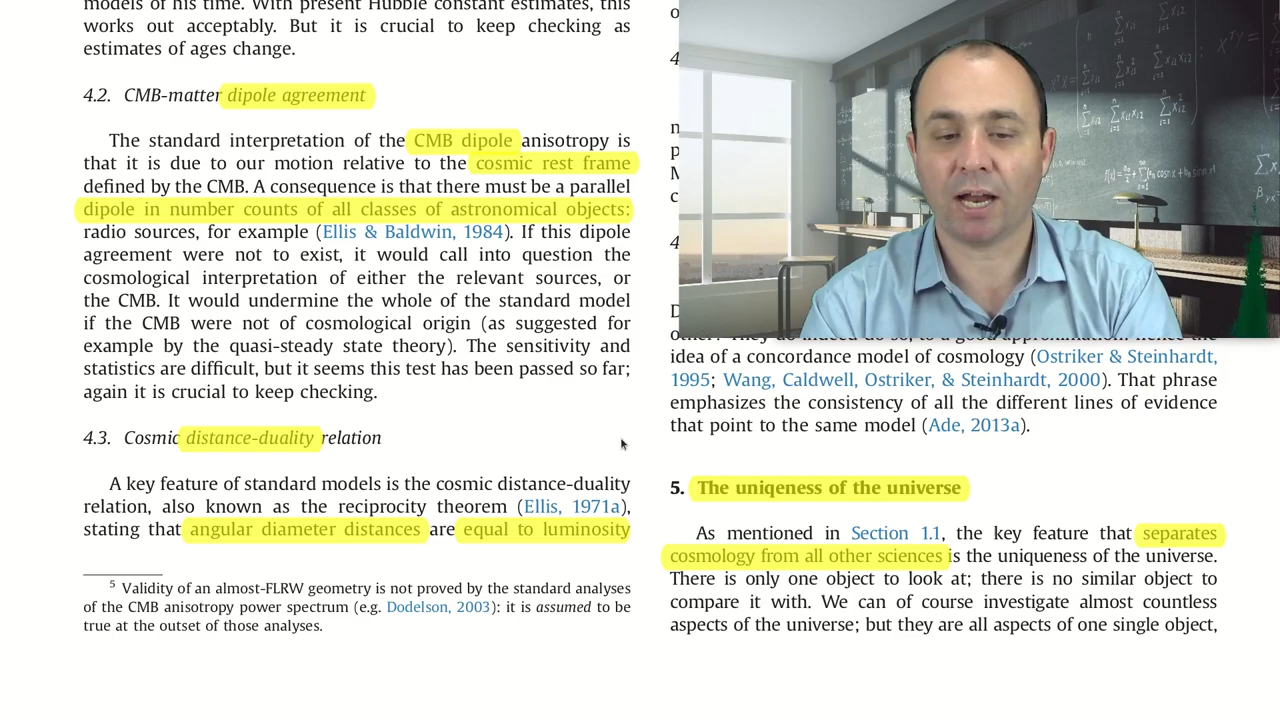 models of his time. With present Hubble constant estimates, this
works out acceptably. But it is crucial to keep checking as
estimates of ages change.
4.2. CMB-matter dipole agreement
The standard interpretation of the CMB dipole anisotropy is
that it is due to our motion relative to the cosmic rest frame
defined by the CMB. A consequence is that there must be a parallel
dipole in number counts of all classes of astronomical objects:
radio sources, for example (Ellis & Baldwin, 1984). If this dipole
agreement were not to exist, it would call into question the
cosmological interpretation of either the relevant sources, or
the CMB. It would undermine the whole of the standard model
if the CMB were not of cosmological origin (as suggested for
example by the quasi-steady state theory). The sensitivity and
statistics are difficult, but it seems this test has been passed so far;
again it is crucial to keep checking.
4.3. Cosmic distance-duality relation
A key feature of standard models is the cosmic distance-duality
relation, also known as the reciprocity theorem (Ellis, 1971a),
stating that angular diameter distances are equal to luminosity
5 Validity of an almost-FLRW geometry is not proved by the standard analyses
of the CMB anisotropy power spectrum (e.g. Dodelson, 2003): it is assumed to be
true at the outset of those analyses.
idea of a concordance model of cosmology (Ostriker & Steinhardt,
1995; Wang, Caldwell, Ostriker, & Steinhardt, 2000). That phrase
emphasizes the consistency of all the different lines of evidence
that point to the same model (Ade, 2013a).
5. The uniqeness of the universe
As mentioned in Section 1.1, the key feature that separates
cosmology from all other sciences is the uniqueness of the universe.
There is only one object to look at; there is no similar object to
compare it with. We can of course investigate almost countless
aspects of the universe; but they are all aspects of one single object,